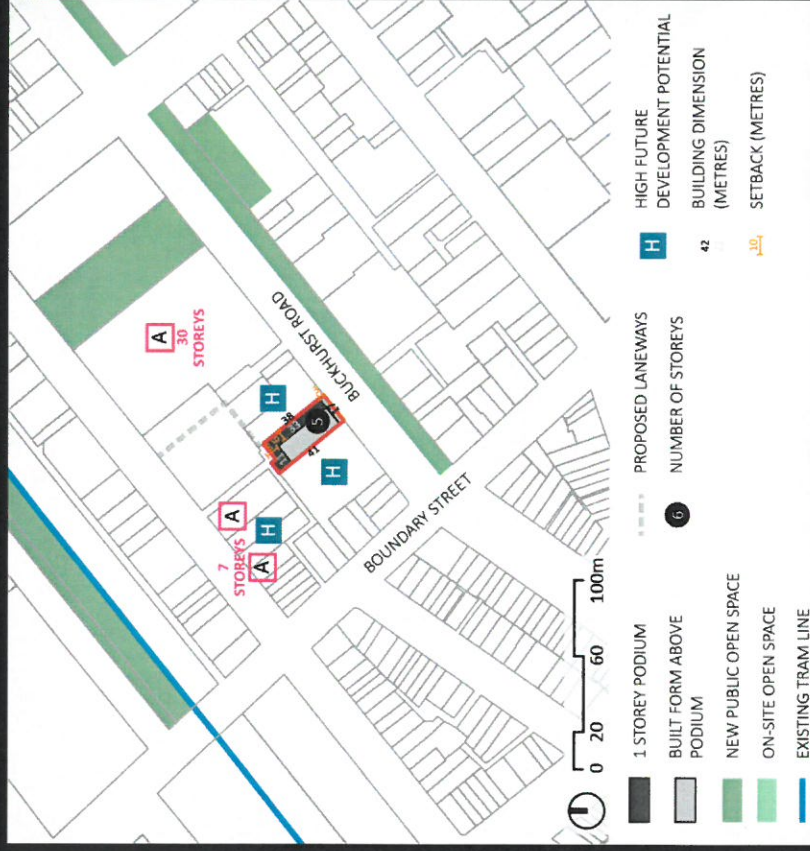 A
30
STOREYS
BUCKHURST ROAD
H
38
5
41
H
7
STOREYS
A
H
A
BOUNDARY STREET
0 20 60 100m
1 STOREY PODIUM
BUILT FORM ABOVE
PODIUM
NEW PUBLIC OPEN SPACE
ON-SITE OPEN SPACE
EXISTING TRAM LINE
PROPOSED LANEWAYS
6
NUMBER OF STOREYS
H
HIGH FUTURE
DEVELOPMENT POTENTIAL
42
BUILDING DIMENSION
(METRES)
10
SETBACK (METRES)